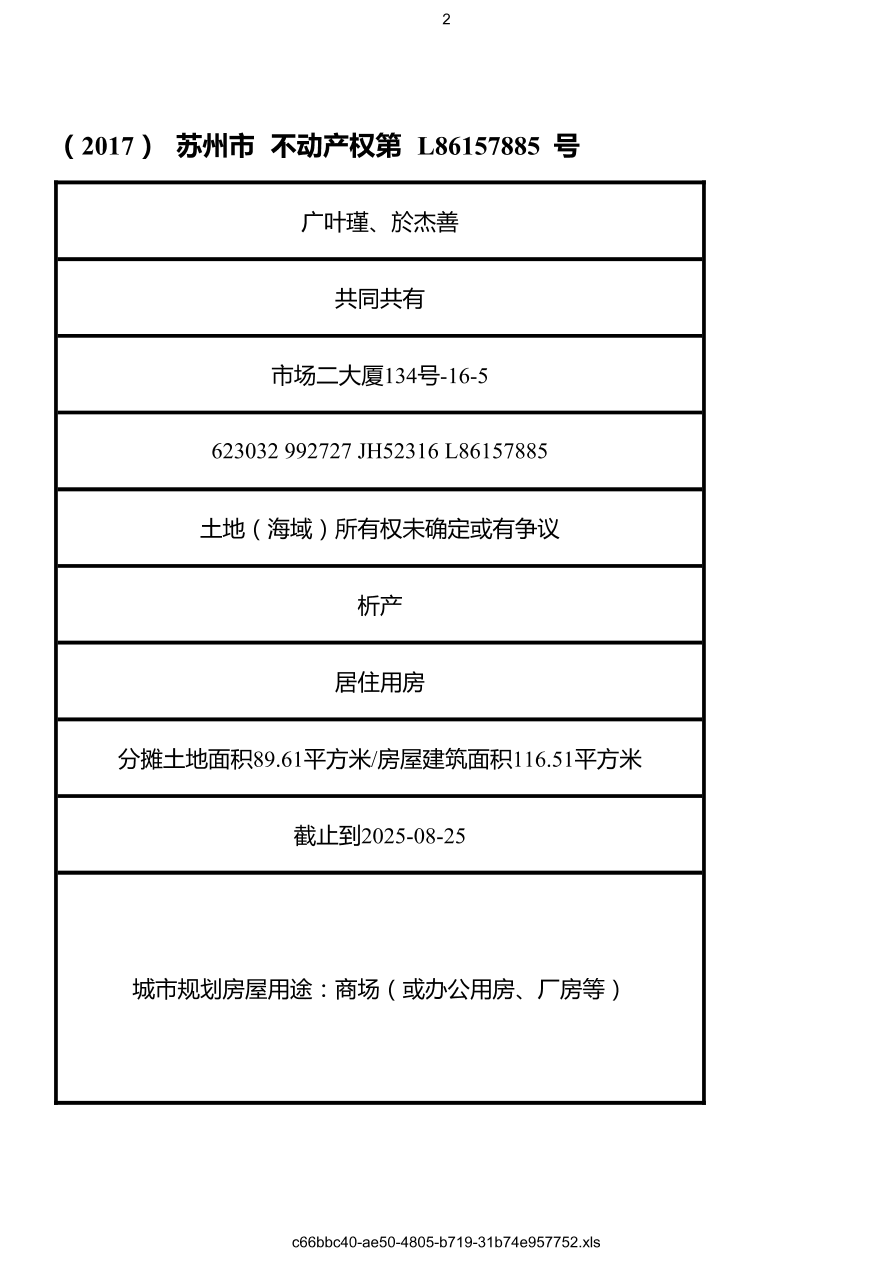 2
（2017） 苏州市 不动产权第 L86157885 号
广叶瑾、於杰善
共同共有
市场二大厦134号-16-5
623032 992727 JH52316 L86157885
土地（海域）所有权未确定或有争议
析产
居住用房
分摊土地面积89.61平方米/房屋建筑面积116.51平方米
截止到2025-08-25
城市规划房屋用途：商场（或办公用房、厂房等）
c66bbc40-ae50-4805-b719-31b74e957752.xls